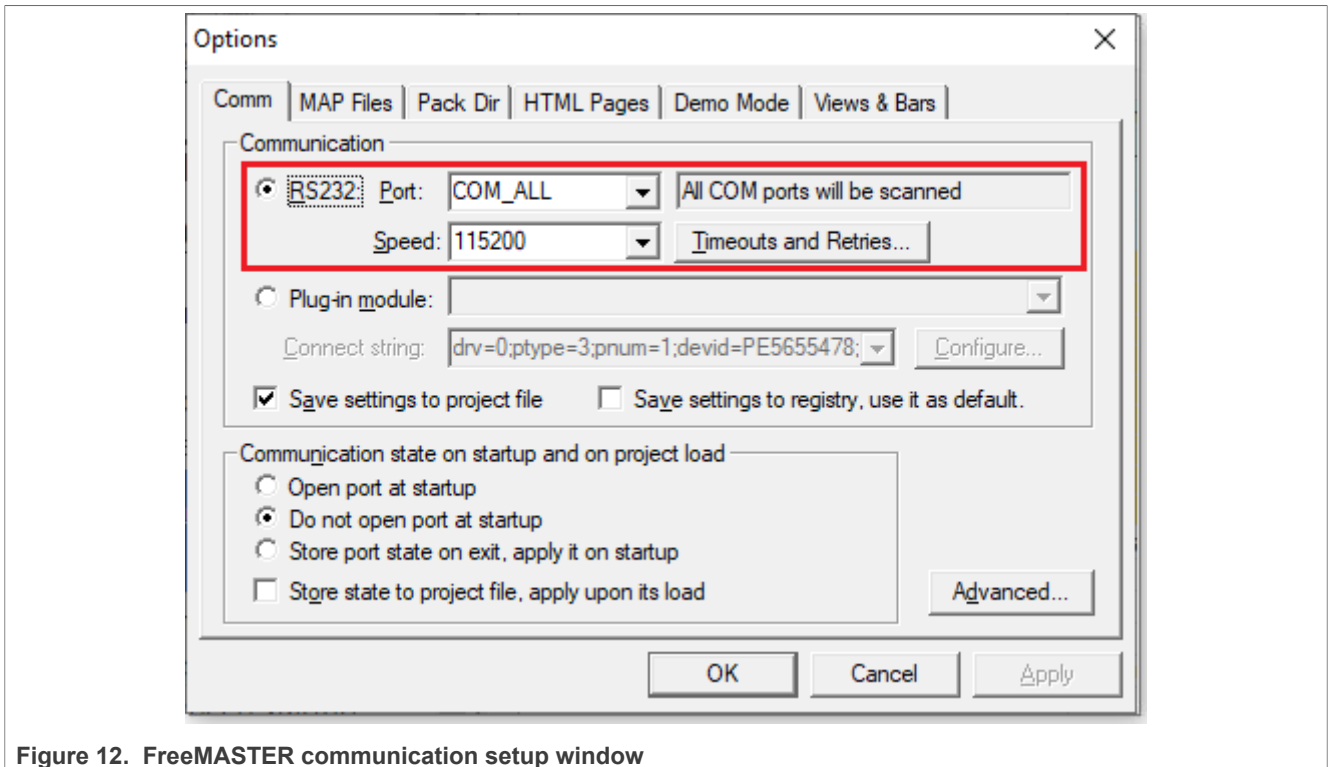 Options
Comm MAP Files Pack Dir HTML Pages Demo Mode Views & Bars
Communication
RS232: Port: COM_ALL All COM ports will be scanned
Speed: 115200 Timeouts and Retries...
Plug-in module:
Connect string: drv=0;ptype=3;pnum=1;devid=PE5655478; Configure...
Save settings to project file Save settings to registry, use it as default.
Communication state on startup and on project load
Open port at startup
Do not open port at startup
Store port state on exit, apply it on startup
Store state to project file, apply upon its load Advanced...
OK Cancel Apply
Figure 12. FreeMASTER communication setup window